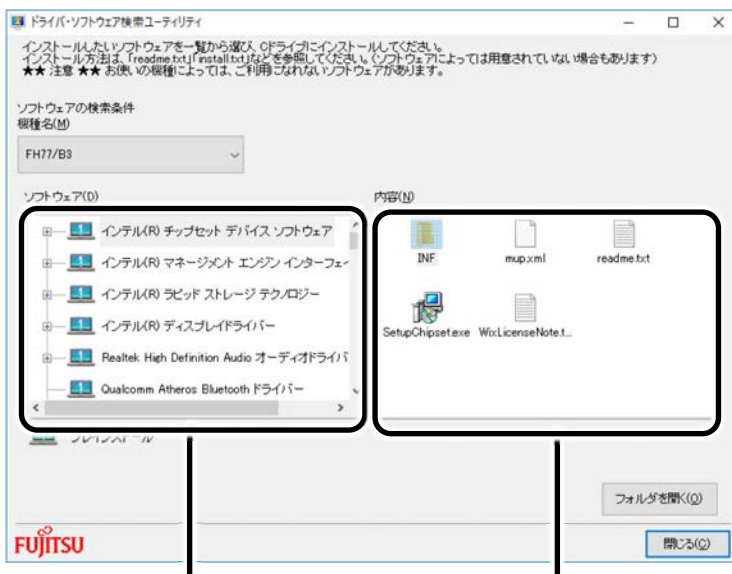 ドライバ・ソフトウェア検索ユーティリティ
インストールしたいソフトウェアを一覧から選び、Cドライブにインストールしてください。
インストール方法は、「readme.txt」「install.txt」などを参照してください。(ソフトウェアによっては用意されていない場合もあります)
★★ 注意 ★★ お使いの機種によっては、ご利用になれないソフトウェアがあります。
ソフトウェアの検索条件
機種名(M)
FH77/B3
ソフトウェア(D)
内容(N)
インテル(R) チップセット デバイス ソフトウェア
インテル(R) マネージメント エンジン インターフェイ
インテル(R) ラピッド ストレージ テクノロジー
インテル(R) ディスプレイドライバー
Realtek High Definition Audio オーディオドライバ
Qualcomm Atheros Bluetooth ドライバー
INF
mup.xml
readme.txt
SetupChipset.exe
WixLicenseNote.t...
プレインストール
フォルダを開く(O)
FUJITSU
閉じる(C)